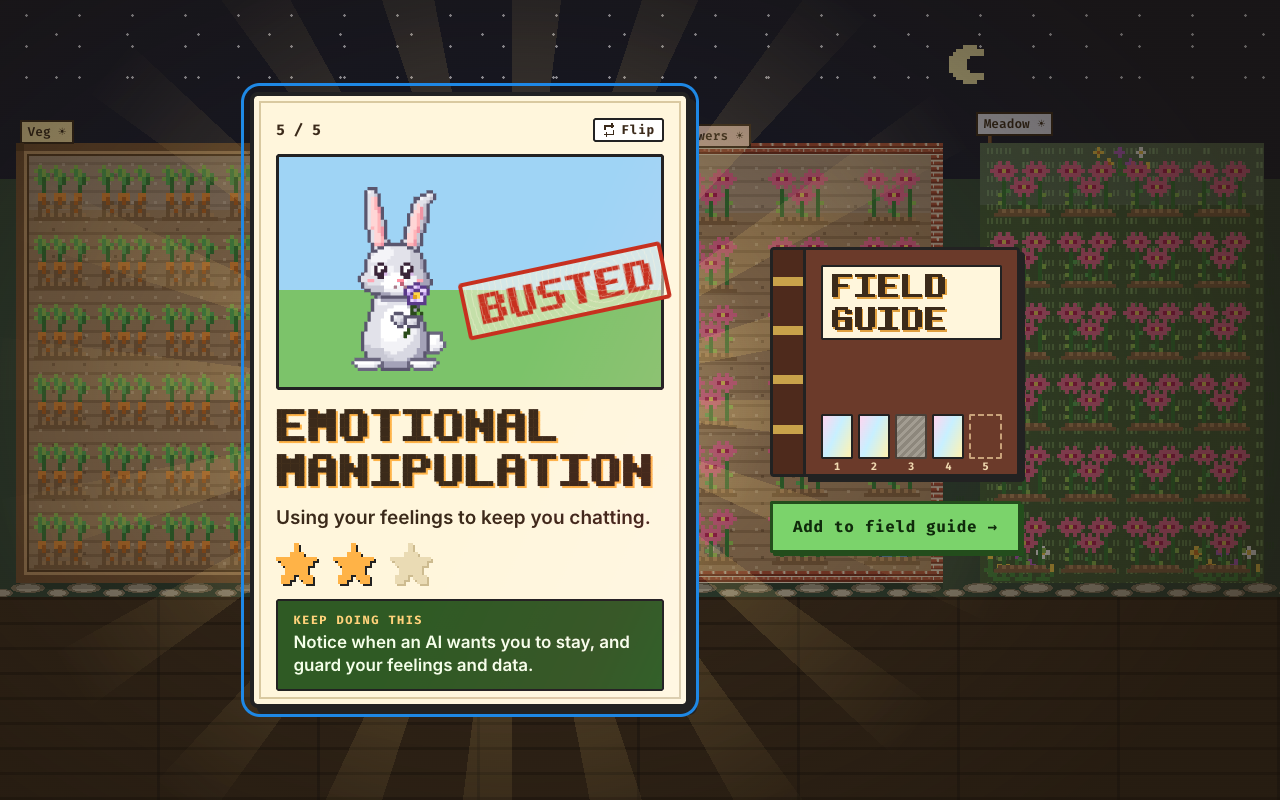 Veg ☀
wers ☀
Meadow ☀
5 / 5
Flip
BUSTED
EMOTIONAL
MANIPULATION
Using your feelings to keep you chatting.
KEEP DOING THIS
Notice when an AI wants you to stay, and
guard your feelings and data.
FIELD
GUIDE
1 2 3 4 5
Add to field guide →